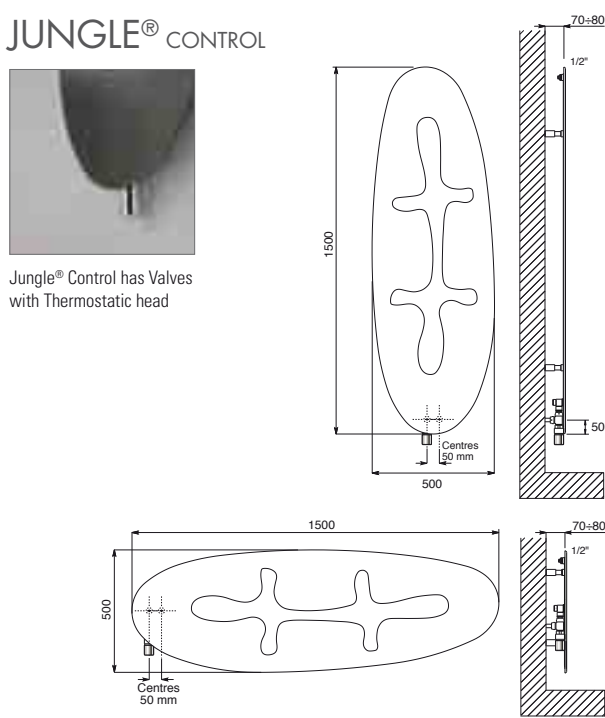 JUNGLE® CONTROL
Jungle® Control has Valves
with Thermostatic head
70÷80
1/2"
1500
50
Centres
50 mm
500
1500
70÷80
1/2"
500
Centres
50 mm